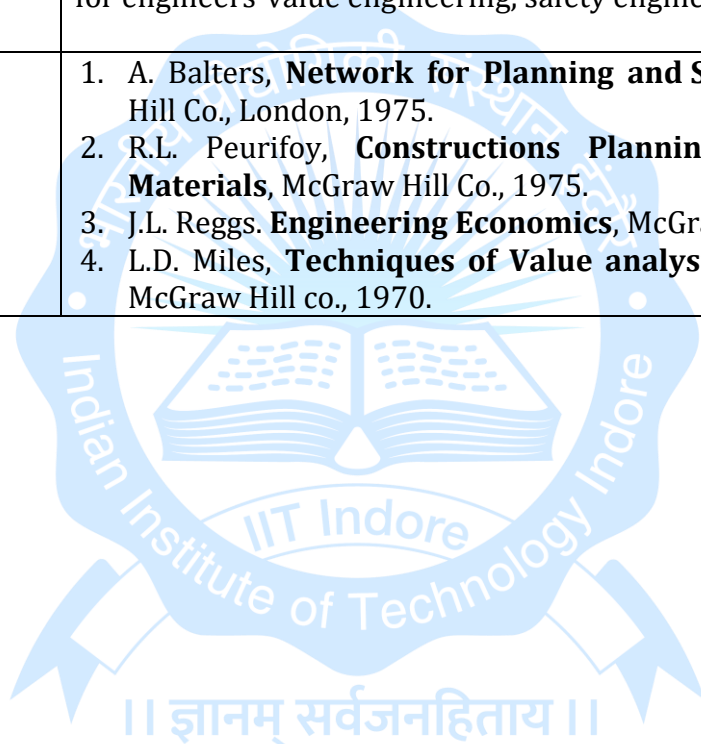 for engineers-value engineering, safety engine
1. A. Balters, Network for Planning and S
Hill Co., London, 1975.
2. R.L. Peurifoy, Constructions Plannin
Materials, McGraw Hill Co., 1975.
3. J.L. Reggs. Engineering Economics, McGr
4. L.D. Miles, Techniques of Value analys
McGraw Hill co., 1970.
भारतीय प्रौद्योगिकी संस्थान इंदौर
Indian Institute of Technology Indore
IIT Indore
।। ज्ञानम् सर्वजनहिताय ।।